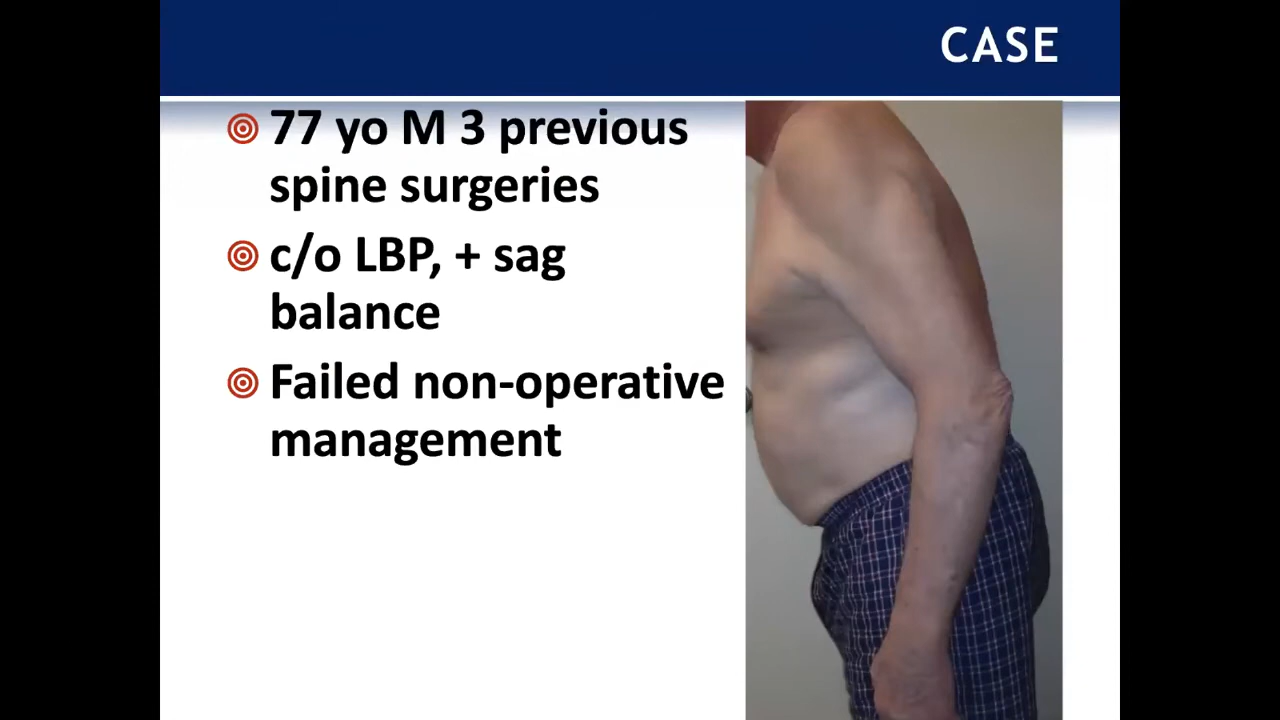 CASE
77 yo M 3 previous
spine surgeries
c/o LBP, + sag
balance
Failed non-operative
management